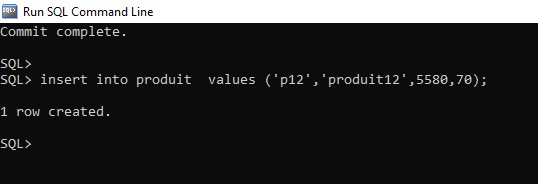 Run SQL Command Line
Commit complete.
SQL>
SQL> insert into produit  values ('p12','produit12',5580,70);
1 row created.
SQL>